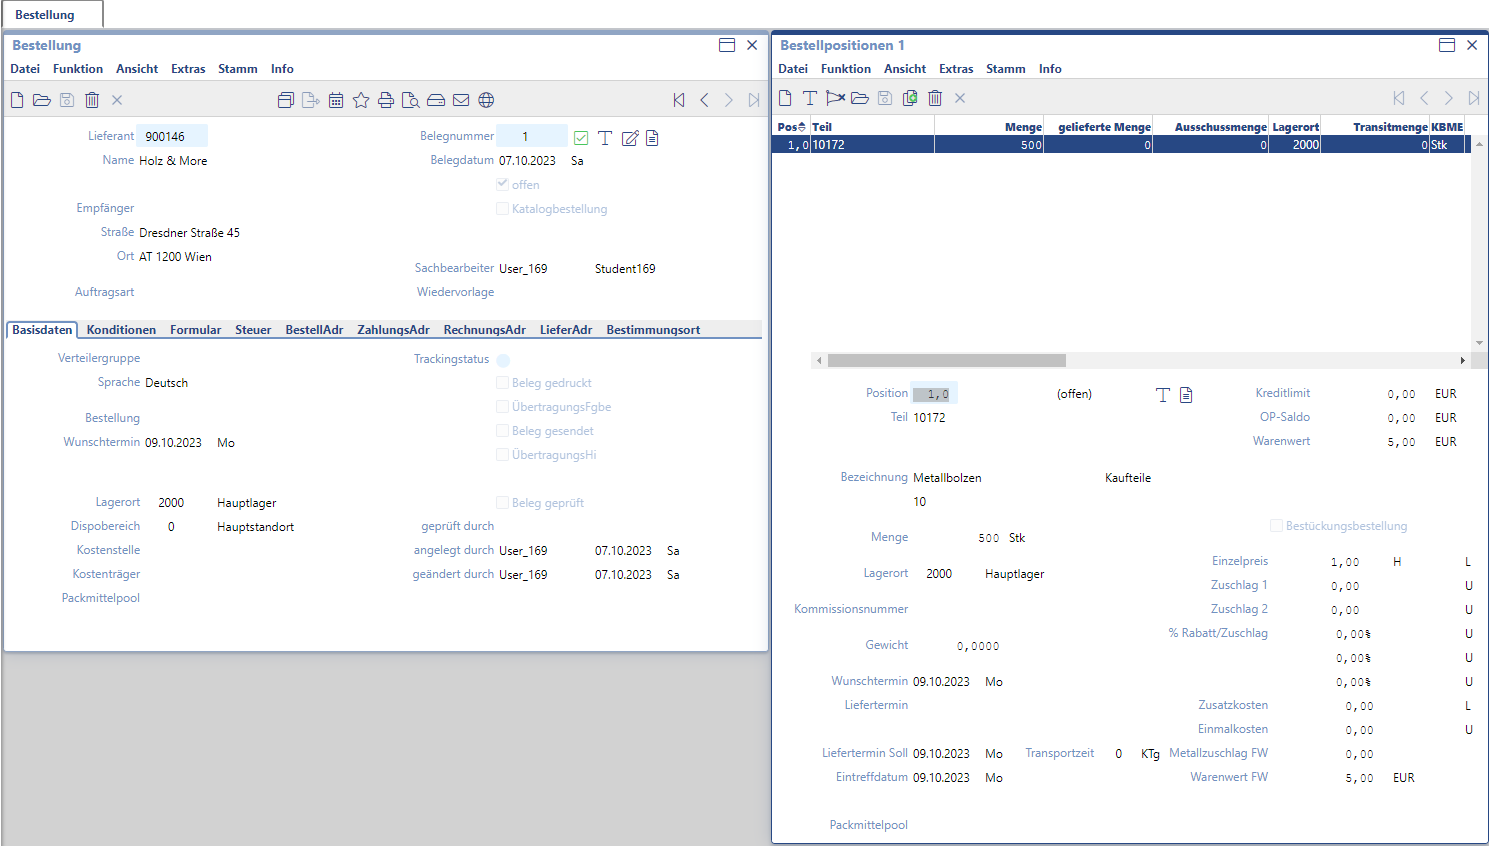 Bestellung
Bestellung
Datei Funktion Ansicht Extras Stamm Info
Lieferant 900146 Belegnummer 1
Name Holz & More Belegdatum 07.10.2023 Sa
offen
Empfänger Katalogbestellung
Straße Dresdner Straße 45
Ort AT 1200 Wien
Sachbearbeiter User_169 Student169
Auftragsart Wiedervorlage
Basisdaten Konditionen Formular Steuer BestellAdr ZahlungsAdr RechnungsAdr LieferAdr Bestimmungsort
Verteilergruppe Trackingstatus
Sprache Deutsch Beleg gedruckt
ÜbertragungsFgbe
Bestellung Beleg gesendet
Wunschtermin 09.10.2023 Mo ÜbertragungsHi
Lagerort 2000 Hauptlager Beleg geprüft
Dispobereich 0 Hauptstandort geprüft durch
Kostenstelle angelegt durch User_169 07.10.2023 Sa
Kostenträger geändert durch User_169 07.10.2023 Sa
Packmittelpool
Bestellpositionen 1
Datei Funktion Ansicht Extras Stamm Info
Pos Teil Menge gelieferte Menge Ausschussmenge Lagerort Transitmenge KBME
1,0 10172 500 0 0 2000 0 Stk
Position 1,0 (offen) Kreditlimit 0,00 EUR
Teil 10172 OP-Saldo 0,00 EUR
Warenwert 5,00 EUR
Bezeichnung Metallbolzen Kaufteile
10
Bestückungsbestellung
Menge 500 Stk
Einzelpreis 1,00 H L
Lagerort 2000 Hauptlager
Zuschlag 1 0,00 U
Kommissionsnummer Zuschlag 2 0,00 U
% Rabatt/Zuschlag 0,00% U
Gewicht 0,0000
0,00% U
Wunschtermin 09.10.2023 Mo 0,00% U
Liefertermin Zusatzkosten 0,00 L
Einmalkosten 0,00 U
Liefertermin Soll 09.10.2023 Mo Transportzeit 0 KTg Metallzuschlag FW 0,00
Eintreffdatum 09.10.2023 Mo Warenwert FW 5,00 EUR
Packmittelpool